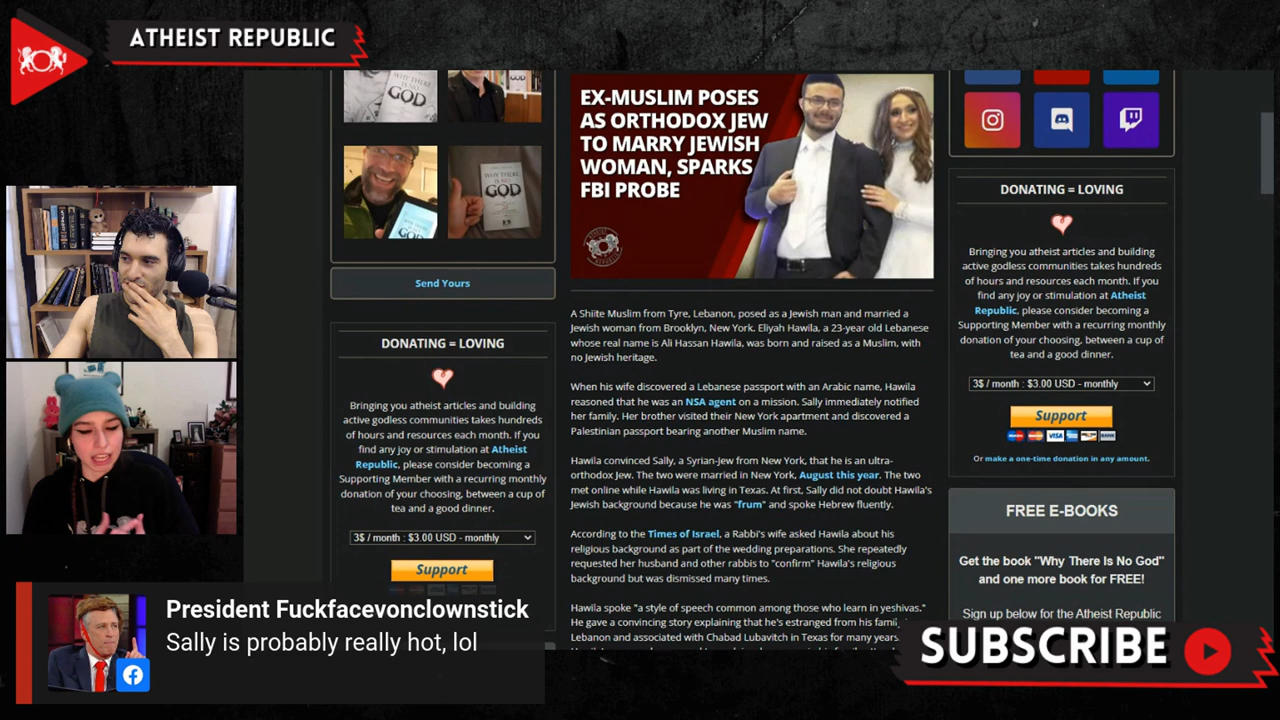 ATHEIST REPUBLIC
WHY THERE IS NO
GOD
GOD
GOD
WHY THERE
IS NO
GOD
Send Yours
DONATING = LOVING
Bringing you atheist articles and building
active godless communities takes hundreds
of hours and resources each month. If you
find any joy or stimulation at Atheist
Republic, please consider becoming a
Supporting Member with a recurring monthly
donation of your choosing, between a cup of
tea and a good dinner.
3$ / month : $3.00 USD - monthly
Support
EX-MUSLIM POSES
AS ORTHODOX JEW
TO MARRY JEWISH
WOMAN, SPARKS
FBI PROBE
A Shiite Muslim from Tyre, Lebanon, posed as a Jewish man and married a
Jewish woman from Brooklyn, New York. Eliyah Hawila, a 23-year old Lebanese
whose real name is Ali Hassan Hawila, was born and raised as a Muslim, with
no Jewish heritage.
When his wife discovered a Lebanese passport with an Arabic name, Hawila
reasoned that he was an NSA agent on a mission. Sally immediately notified
her family. Her brother visited their New York apartment and discovered a
Palestinian passport bearing another Muslim name.
Hawila convinced Sally, a Syrian-Jew from New York, that he is an ultra-
orthodox Jew. The two were married in New York, August this year. The two
met online while Hawila was living in Texas. At first, Sally did not doubt Hawila's
Jewish background because he was "frum" and spoke Hebrew fluently.
According to the Times of Israel, a Rabbi's wife asked Hawila about his
religious background as part of the wedding preparations. She repeatedly
requested her husband and other rabbis to "confirm" Hawila's religious
background but was dismissed many times.
Hawila spoke "a style of speech common among those who learn in yeshivas."
He gave a convincing story explaining that he's estranged from his
Lebanon and associated with Chabad Lubavitch in Texas for many years.
DONATING = LOVING
Bringing you atheist articles and building
active godless communities takes hundreds
of hours and resources each month. If you
find any joy or stimulation at Atheist
Republic, please consider becoming a
Supporting Member with a recurring monthly
donation of your choosing, between a cup of
tea and a good dinner.
3$ / month : $3.00 USD - monthly
Support
VISA
Or make a one-time donation in any amount.
FREE E-BOOKS
Get the book "Why There Is No God"
and one more book for FREE!
Sign up below for the Atheist Republic
President Fuckfacevonclownstick
Sally is probably really hot, lol
SUBSCRIBE